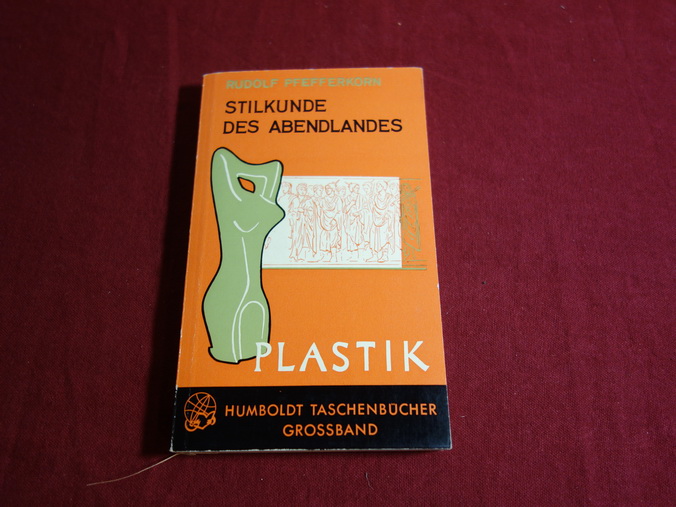 RUDOLF PFEFFERKORN
STILKUNDE
DES ABENDLANDES
PLASTIK
HUMBOLDT TASCHENBÜCHER
GROSSBAND